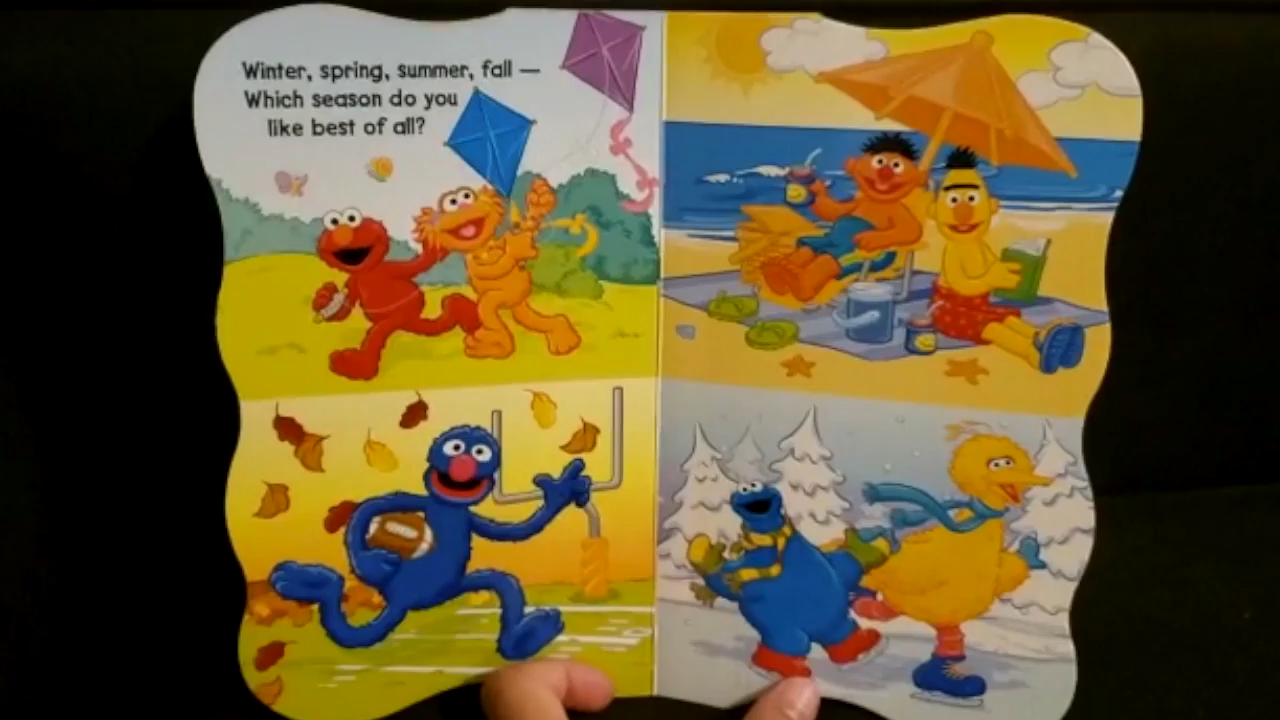 Winter, spring, summer, fall —
Which season do you
like best of all?